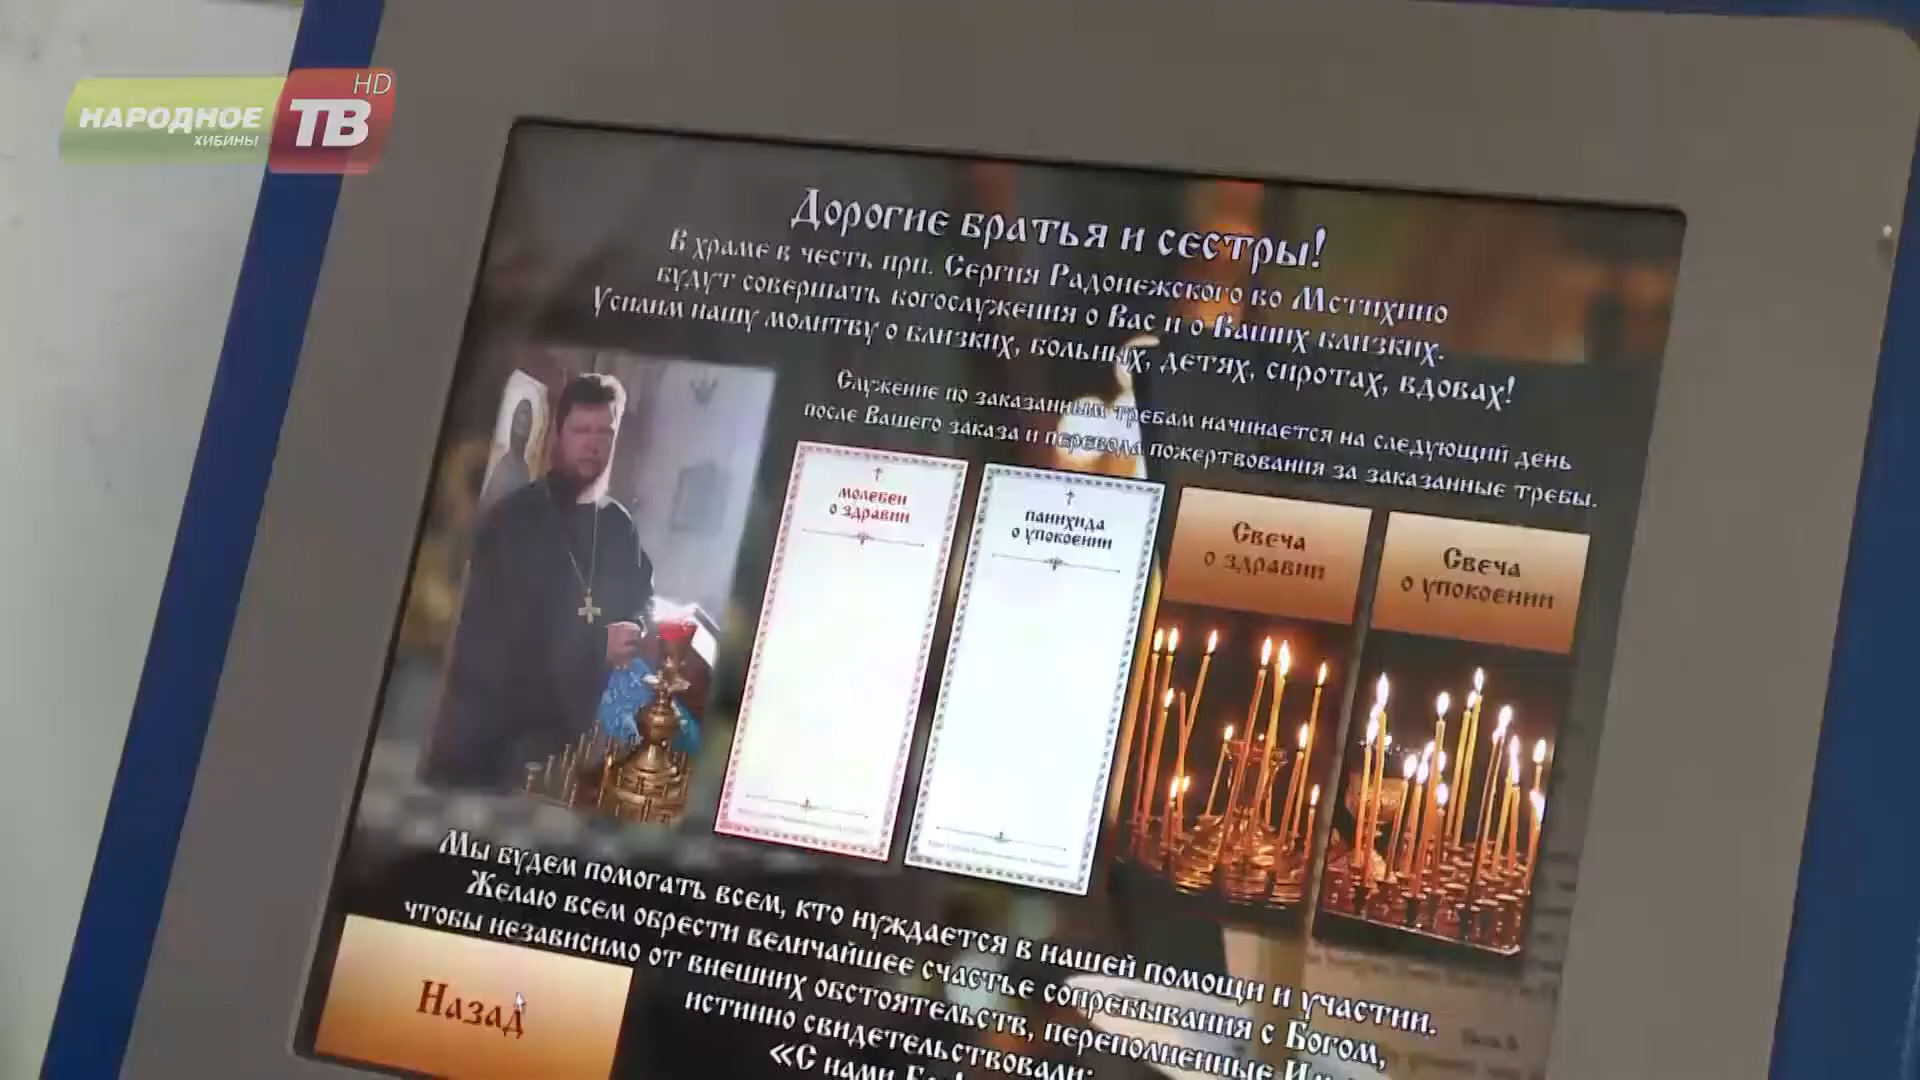 НАРОДНОЕ
ХИБИНЫ
ТВ
HD
Дорогие братья и сестры!
В храме в честь прп. Сергия Радонежского во Мстихино
будут совершать богослужения о Вас и о Ваших близких.
Усилим нашу молитву о близких, больных, детях, сиротах, вдовах!
Служение по заказанным требам начинается на следующий день
после Вашего заказа и перевода пожертвования за заказанные требы.
молебен
о здравии
панихида
о упокоении
Свеча
о здравии
Свеча
о упокоении
Мы будем помогать всем, кто нуждается в нашей помощи и участии.
Желаю всем обрести величайшее счастье сопребывания с Богом,
чтобы независимо от внешних обстоятельств, переполненные
истинно свидетельствовали:
«С нами
Назад